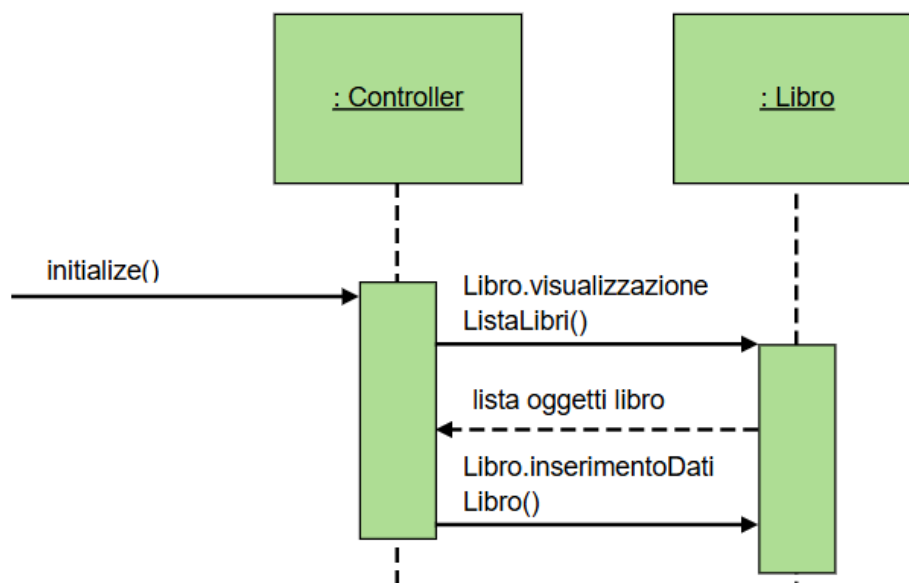 : Controller
: Libro
initialize()
Libro.visualizzazione
ListaLibri()
lista oggetti libro
Libro.inserimentoDati
Libro()